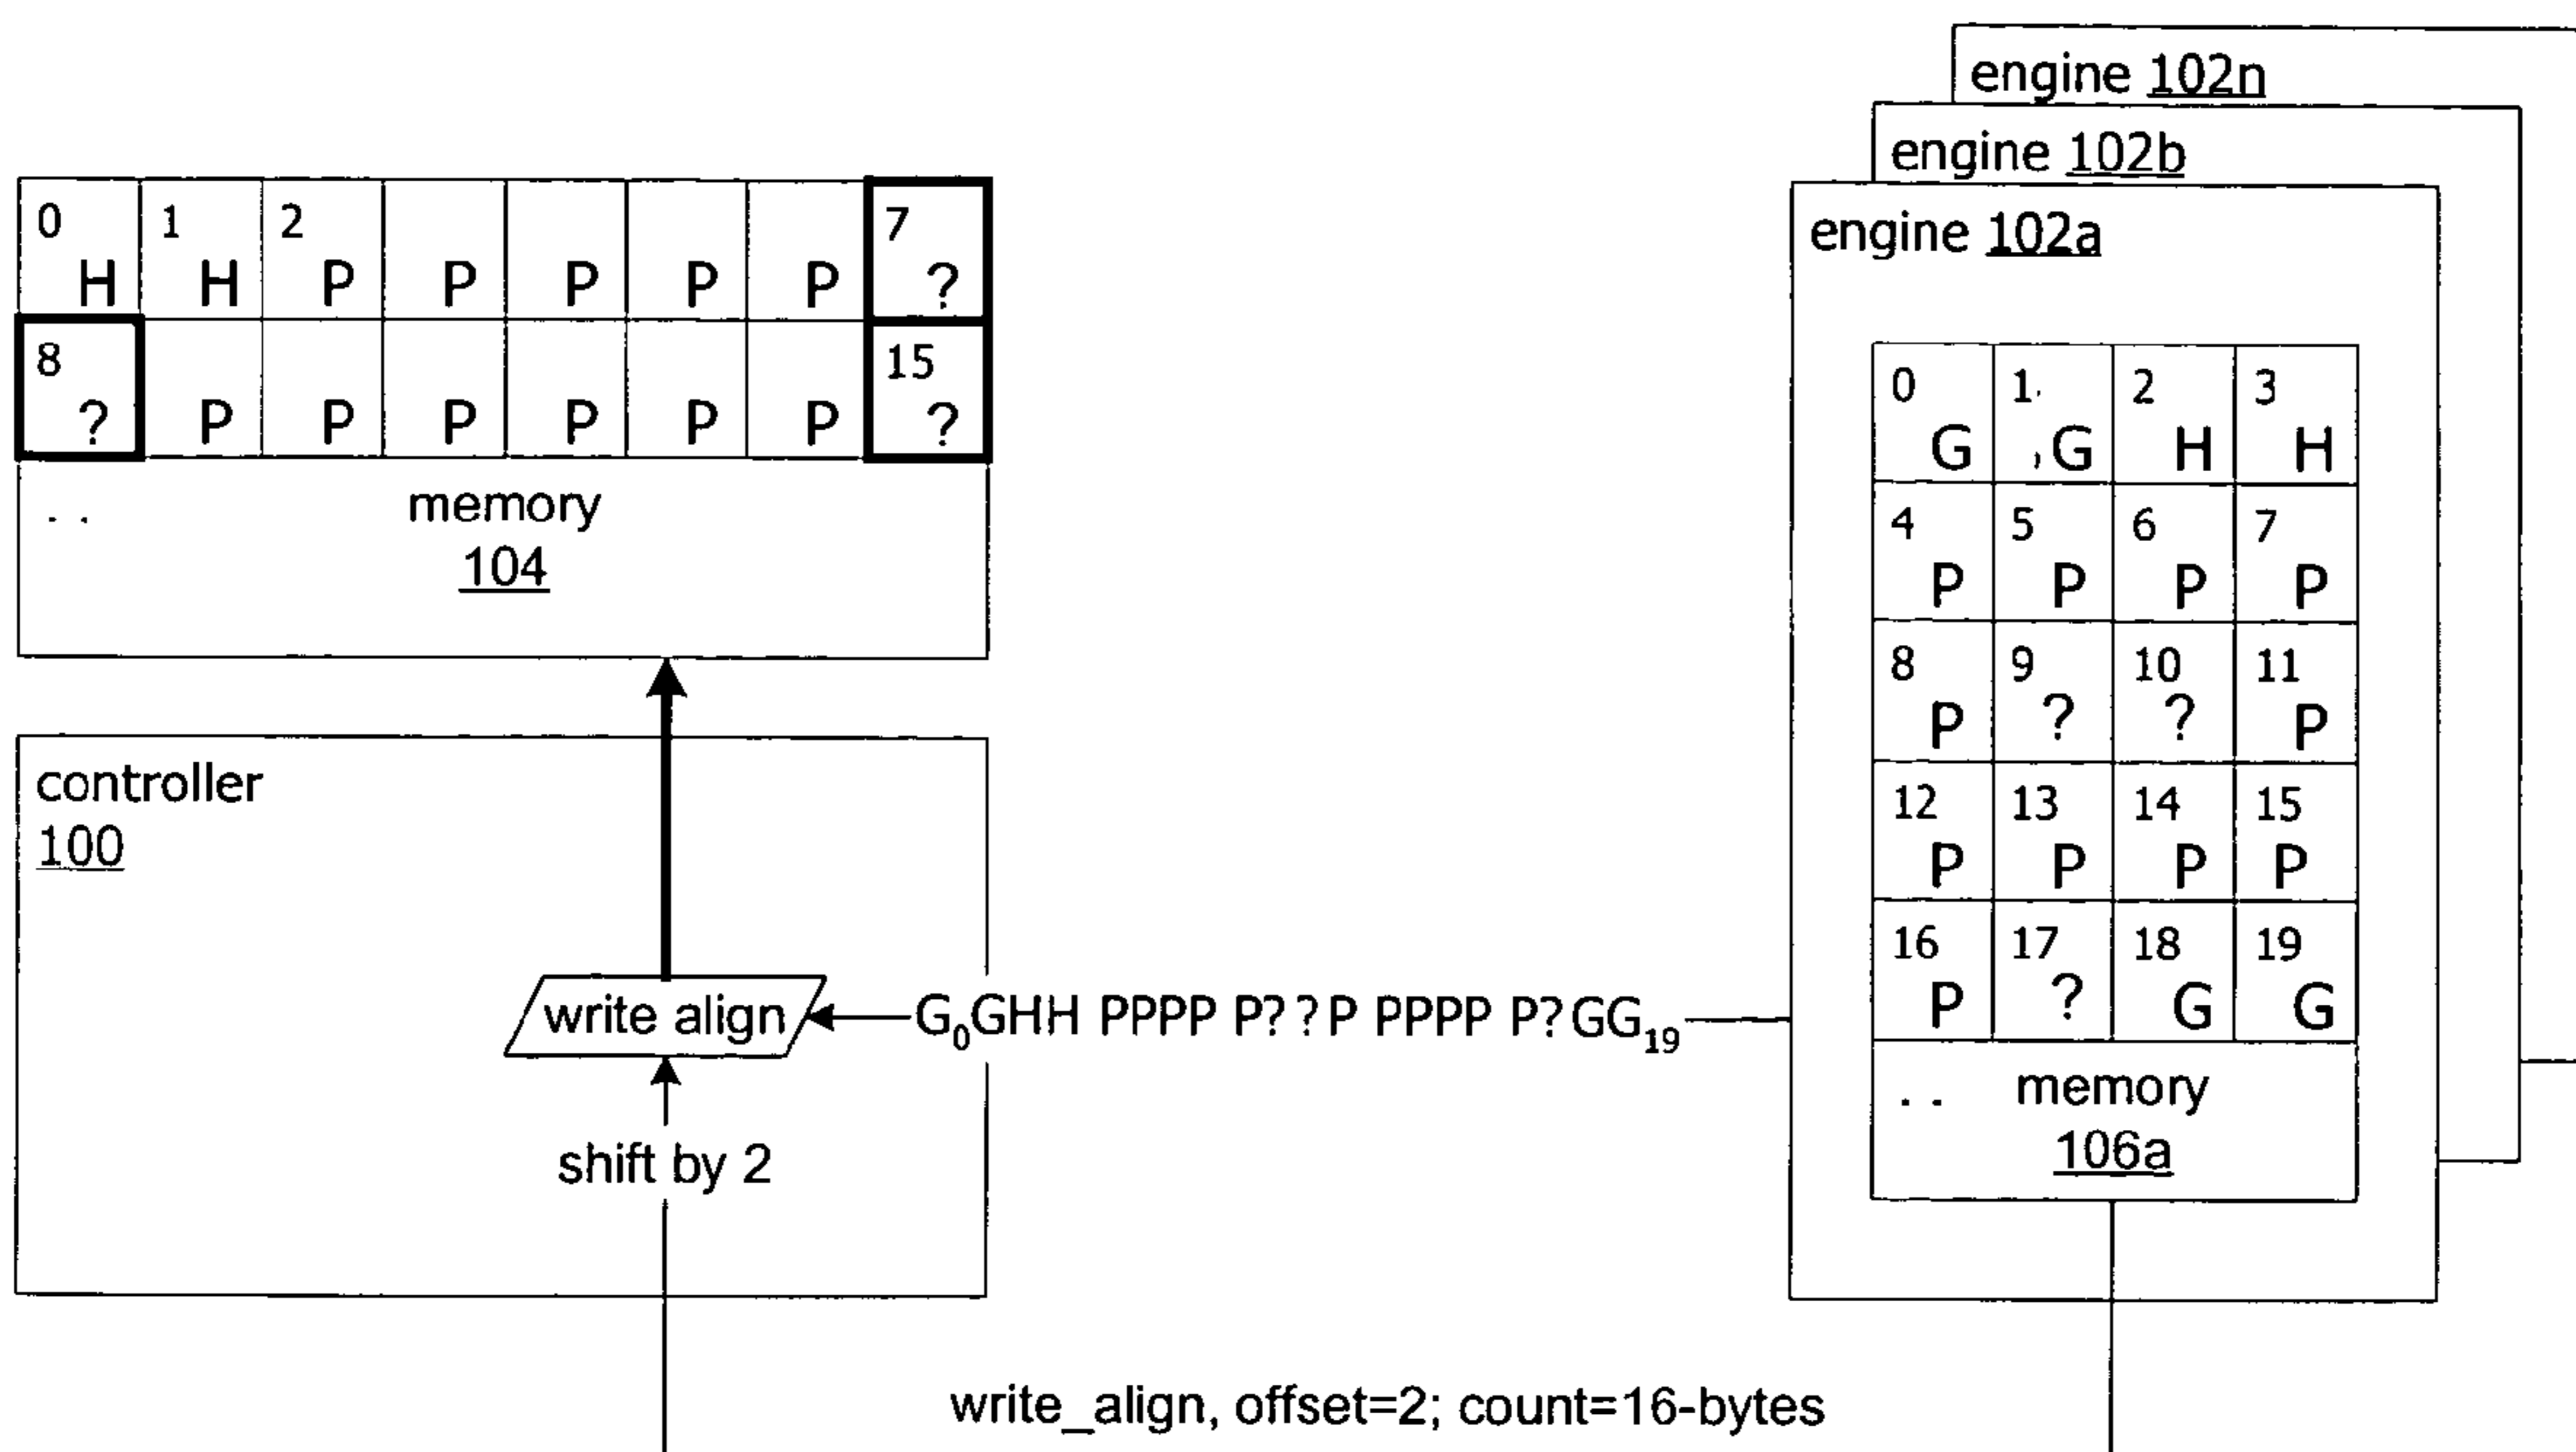 engine 102n
engine 102b
engine 102a
0 1 2 7
H H P P P P P ?
8 15
? P P P P P P ?
.. memory
104
0 1 2 3
G G H H
4 5 6 7
P P P P
8 9 10 11
P ? ? P
12 13 14 15
P P P P
16 17 18 19
P ? G G
.. memory
106a
controller
100
write align
G0GHH PPPP P??P PPPP P?GG19
shift by 2
write_align, offset=2; count=16-bytes